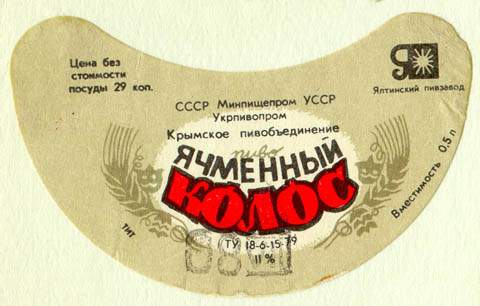 Цена без
стоимости
посуды 29 коп.
Ялтинский пивзавод
СССР Минпищепром УССР
Укрпивопром
Крымское пивобъединение
пиво
ЯЧМЕННЫЙ
КОЛОС
Вместимость 0,5 л
ТИТ
ТУ 18-6-15-79
11 %